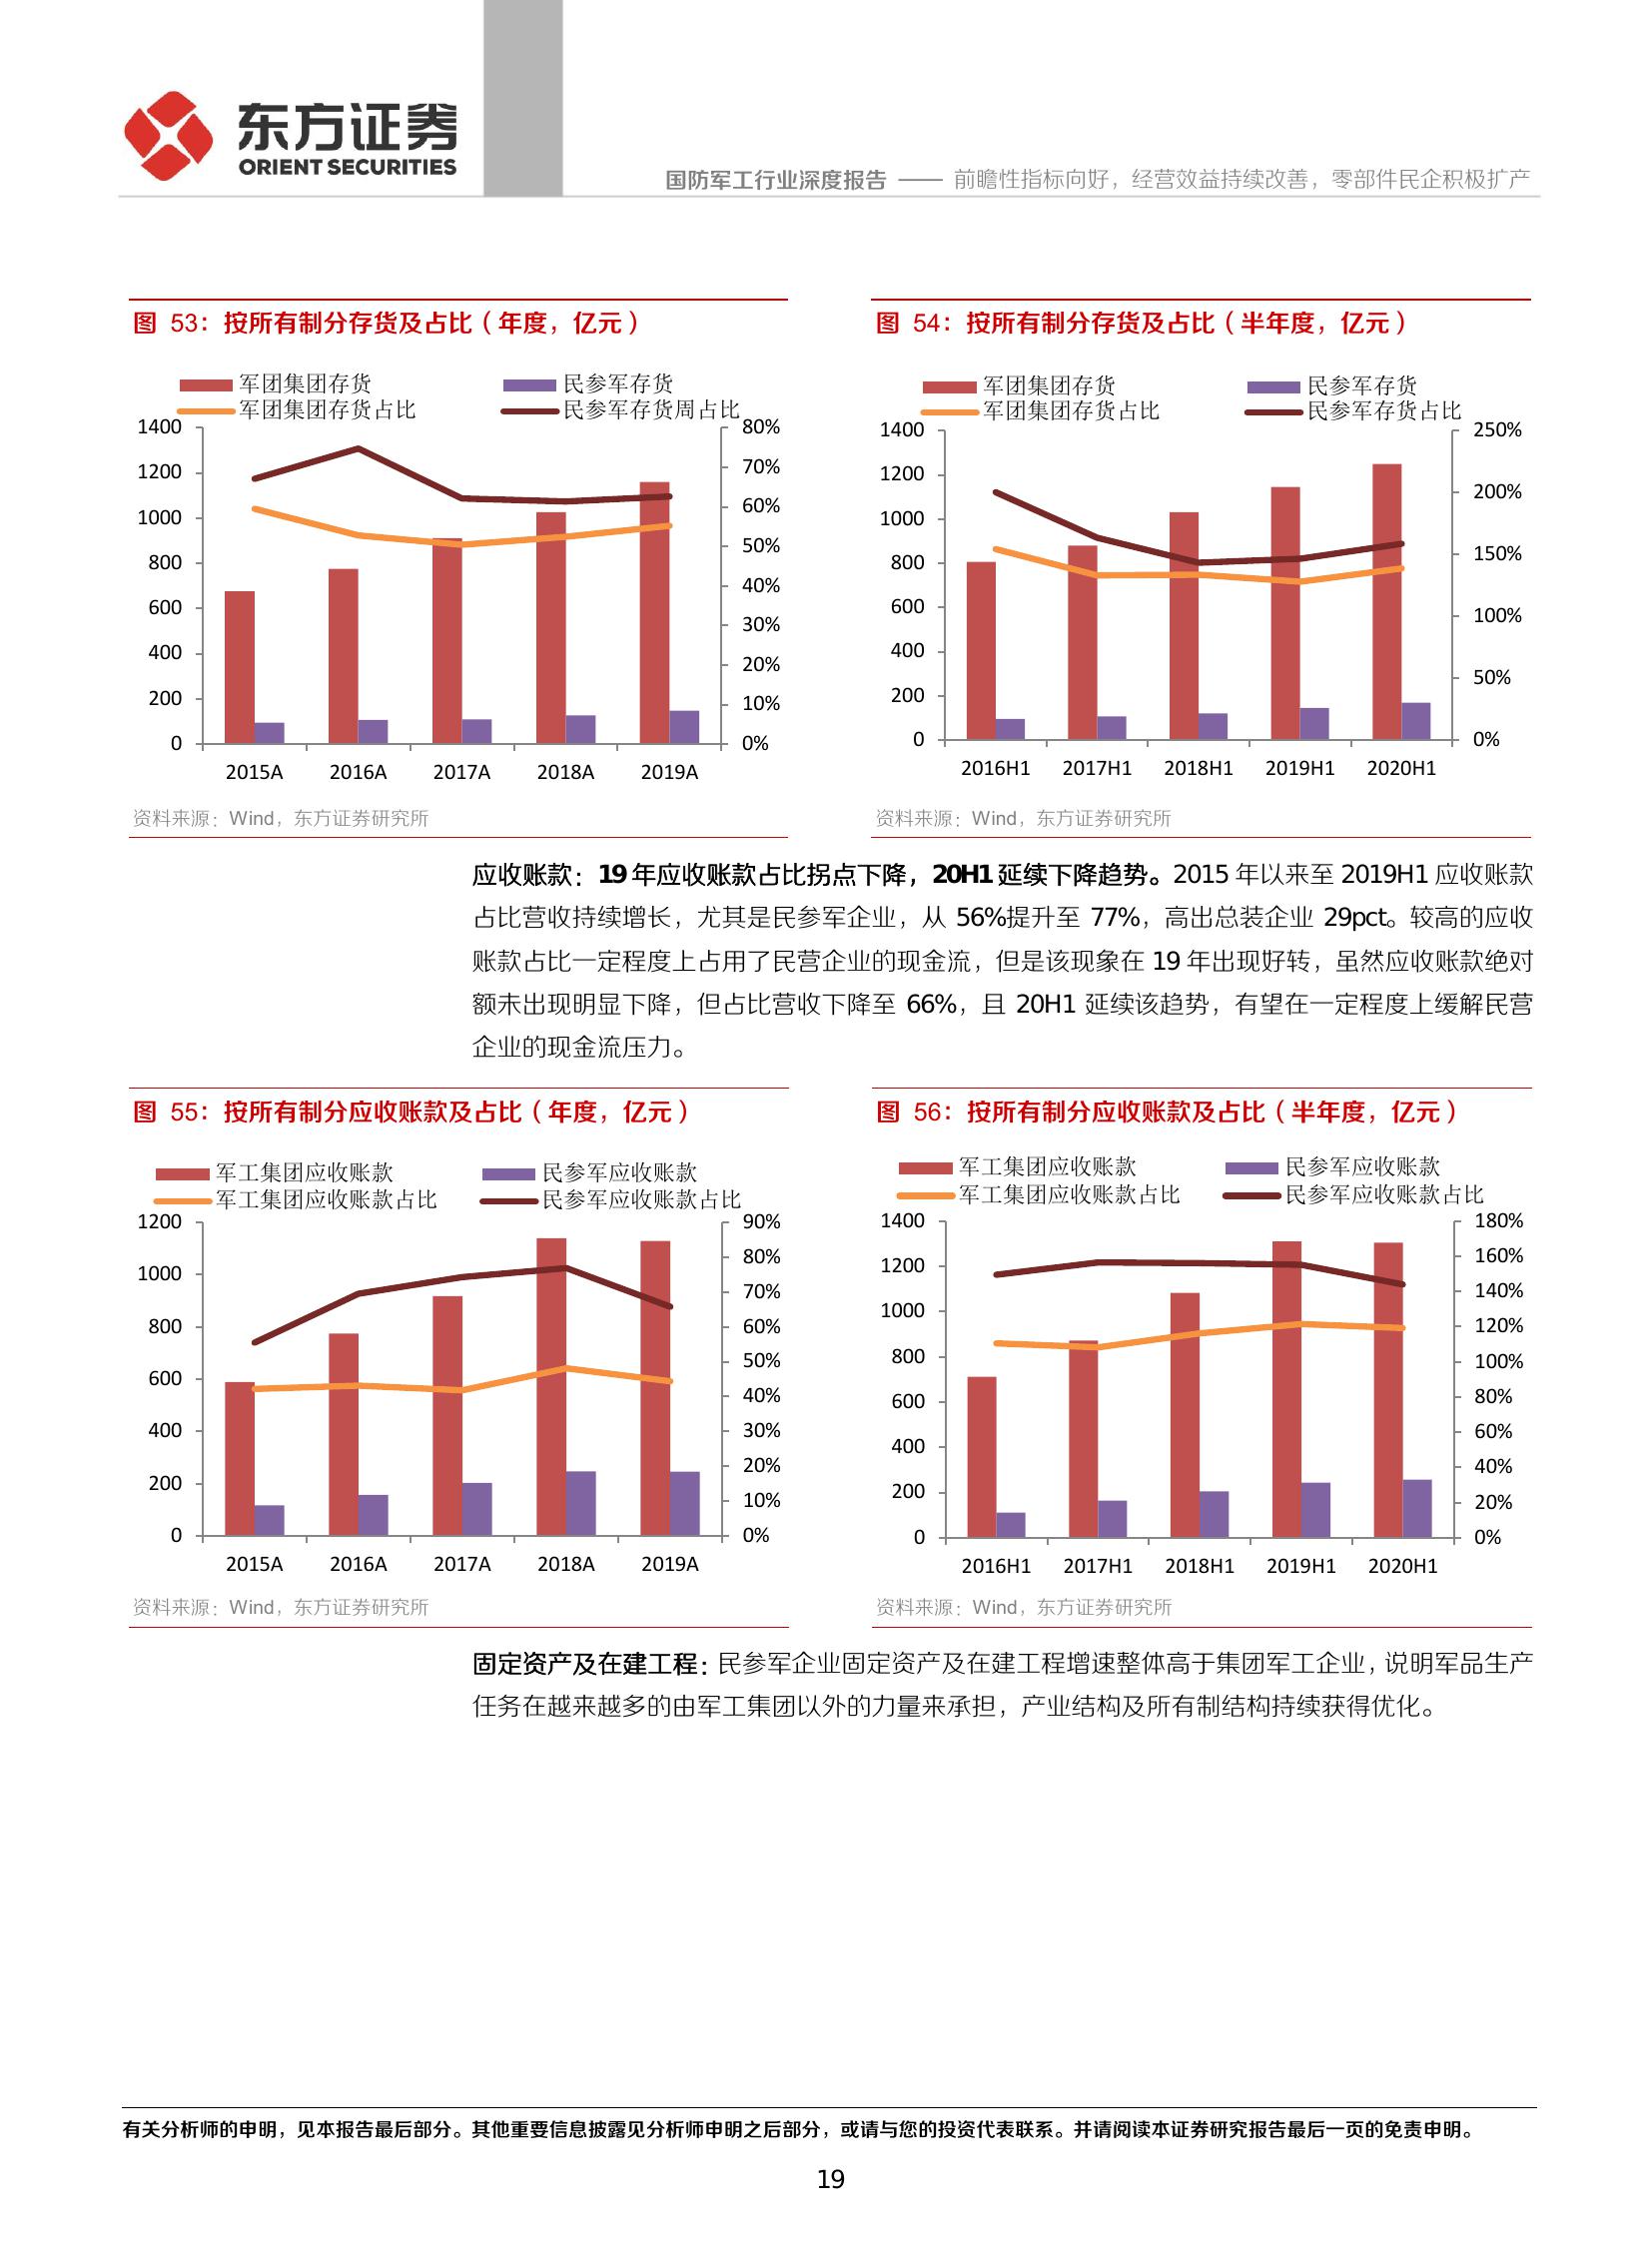 东方证券
ORIENT SECURITIES
国防军工行业深度报告 —— 前瞻性指标向好，经营效益持续改善，零部件民企积极扩产
图 53：按所有制分存货及占比（年度，亿元）
军团集团存货 民参军存货
军团集团存货占比 民参军存货周占比
1400 80%
1200 70%
1000 60%
800 50%
600 40%
400 30%
200 20%
0 10%
0%
2015A 2016A 2017A 2018A 2019A
资料来源：Wind，东方证券研究所
图 54：按所有制分存货及占比（半年度，亿元）
军团集团存货 民参军存货
军团集团存货占比 民参军存货占比
1400 250%
1200 200%
1000 150%
800 100%
600 50%
400 0%
200
0
2016H1 2017H1 2018H1 2019H1 2020H1
资料来源：Wind，东方证券研究所
应收账款：19 年应收账款占比拐点下降，20H1 延续下降趋势。2015 年以来至 2019H1 应收账款
占比营收持续增长，尤其是民参军企业，从 56%提升至 77%，高出总装企业 29pct。较高的应收
账款占比一定程度上占用了民营企业的现金流，但是该现象在 19 年出现好转，虽然应收账款绝对
额未出现明显下降，但占比营收下降至 66%，且 20H1 延续该趋势，有望在一定程度上缓解民营
企业的现金流压力。
图 55：按所有制分应收账款及占比（年度，亿元）
军工集团应收账款 民参军应收账款
军工集团应收账款占比 民参军应收账款占比
1200 90%
1000 80%
800 70%
600 60%
400 50%
200 40%
0 30%
20%
10%
0%
2015A 2016A 2017A 2018A 2019A
资料来源：Wind，东方证券研究所
图 56：按所有制分应收账款及占比（半年度，亿元）
军工集团应收账款 民参军应收账款
军工集团应收账款占比 民参军应收账款占比
1400 180%
1200 160%
1000 140%
800 120%
600 100%
400 80%
200 60%
0 40%
20%
0%
2016H1 2017H1 2018H1 2019H1 2020H1
资料来源：Wind，东方证券研究所
固定资产及在建工程：民参军企业固定资产及在建工程增速整体高于集团军工企业，说明军品生产
任务在越来越多的由军工集团以外的力量来承担，产业结构及所有制结构持续获得优化。
有关分析师的申明，见本报告最后部分。其他重要信息披露见分析师申明之后部分，或请与您的投资代表联系。并请阅读本证券研究报告最后一页的免责申明。
19